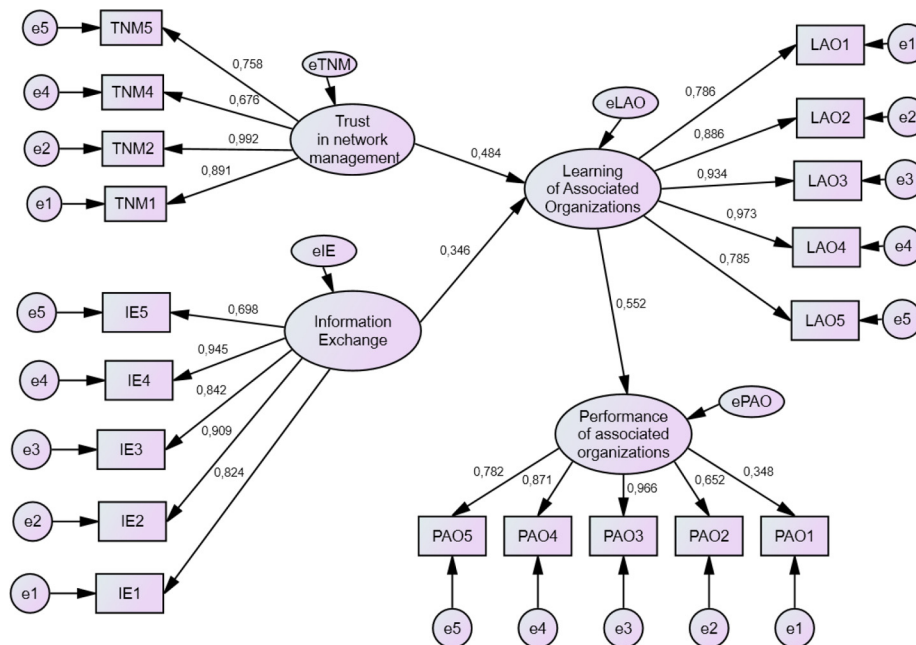 e5
TNM5
e4
TNM4
e2
TNM2
e1
TNM1
0,758
0,676
0,992
0,891
eTNM
Trust
in network
management
0,484
eIE
Information
Exchange
0,346
e5
IE5
e4
IE4
e3
IE3
e2
IE2
e1
IE1
0,698
0,945
0,842
0,909
0,824
eLAO
Learning
of Associated
Organizations
0,786
0,886
0,934
0,973
0,785
LAO1
e1
LAO2
e2
LAO3
e3
LAO4
e4
LAO5
e5
0,552
ePAO
Performance
of associated
organizations
0,782
0,871
0,966
0,652
0,348
PAO5
PAO4
PAO3
PAO2
PAO1
e5
e4
e3
e2
e1